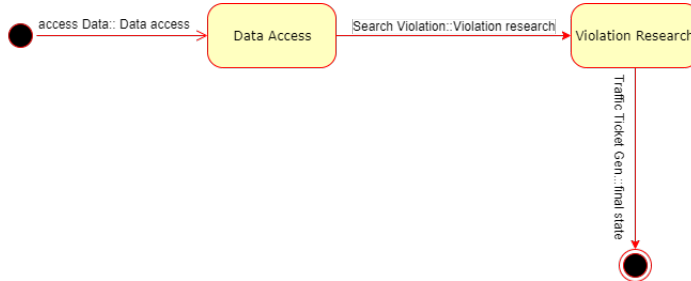 access Data:: Data access
Data Access
Search Violation::Violation research
Violation Research
Traffic Ticket Gen.::final state